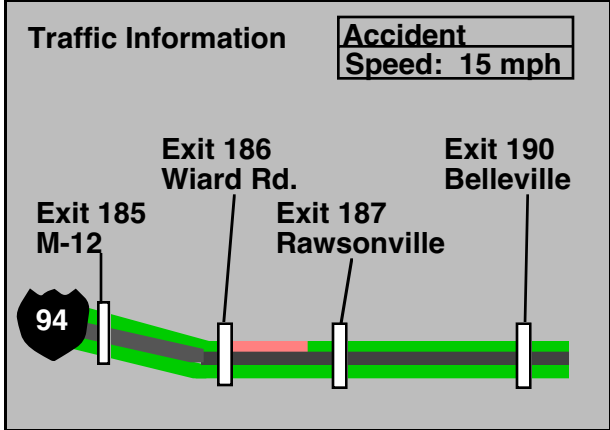 Traffic Information
Accident
Speed: 15 mph
Exit 186
Wiard Rd.
Exit 190
Belleville
Exit 185
M-12
Exit 187
Rawsonville
94